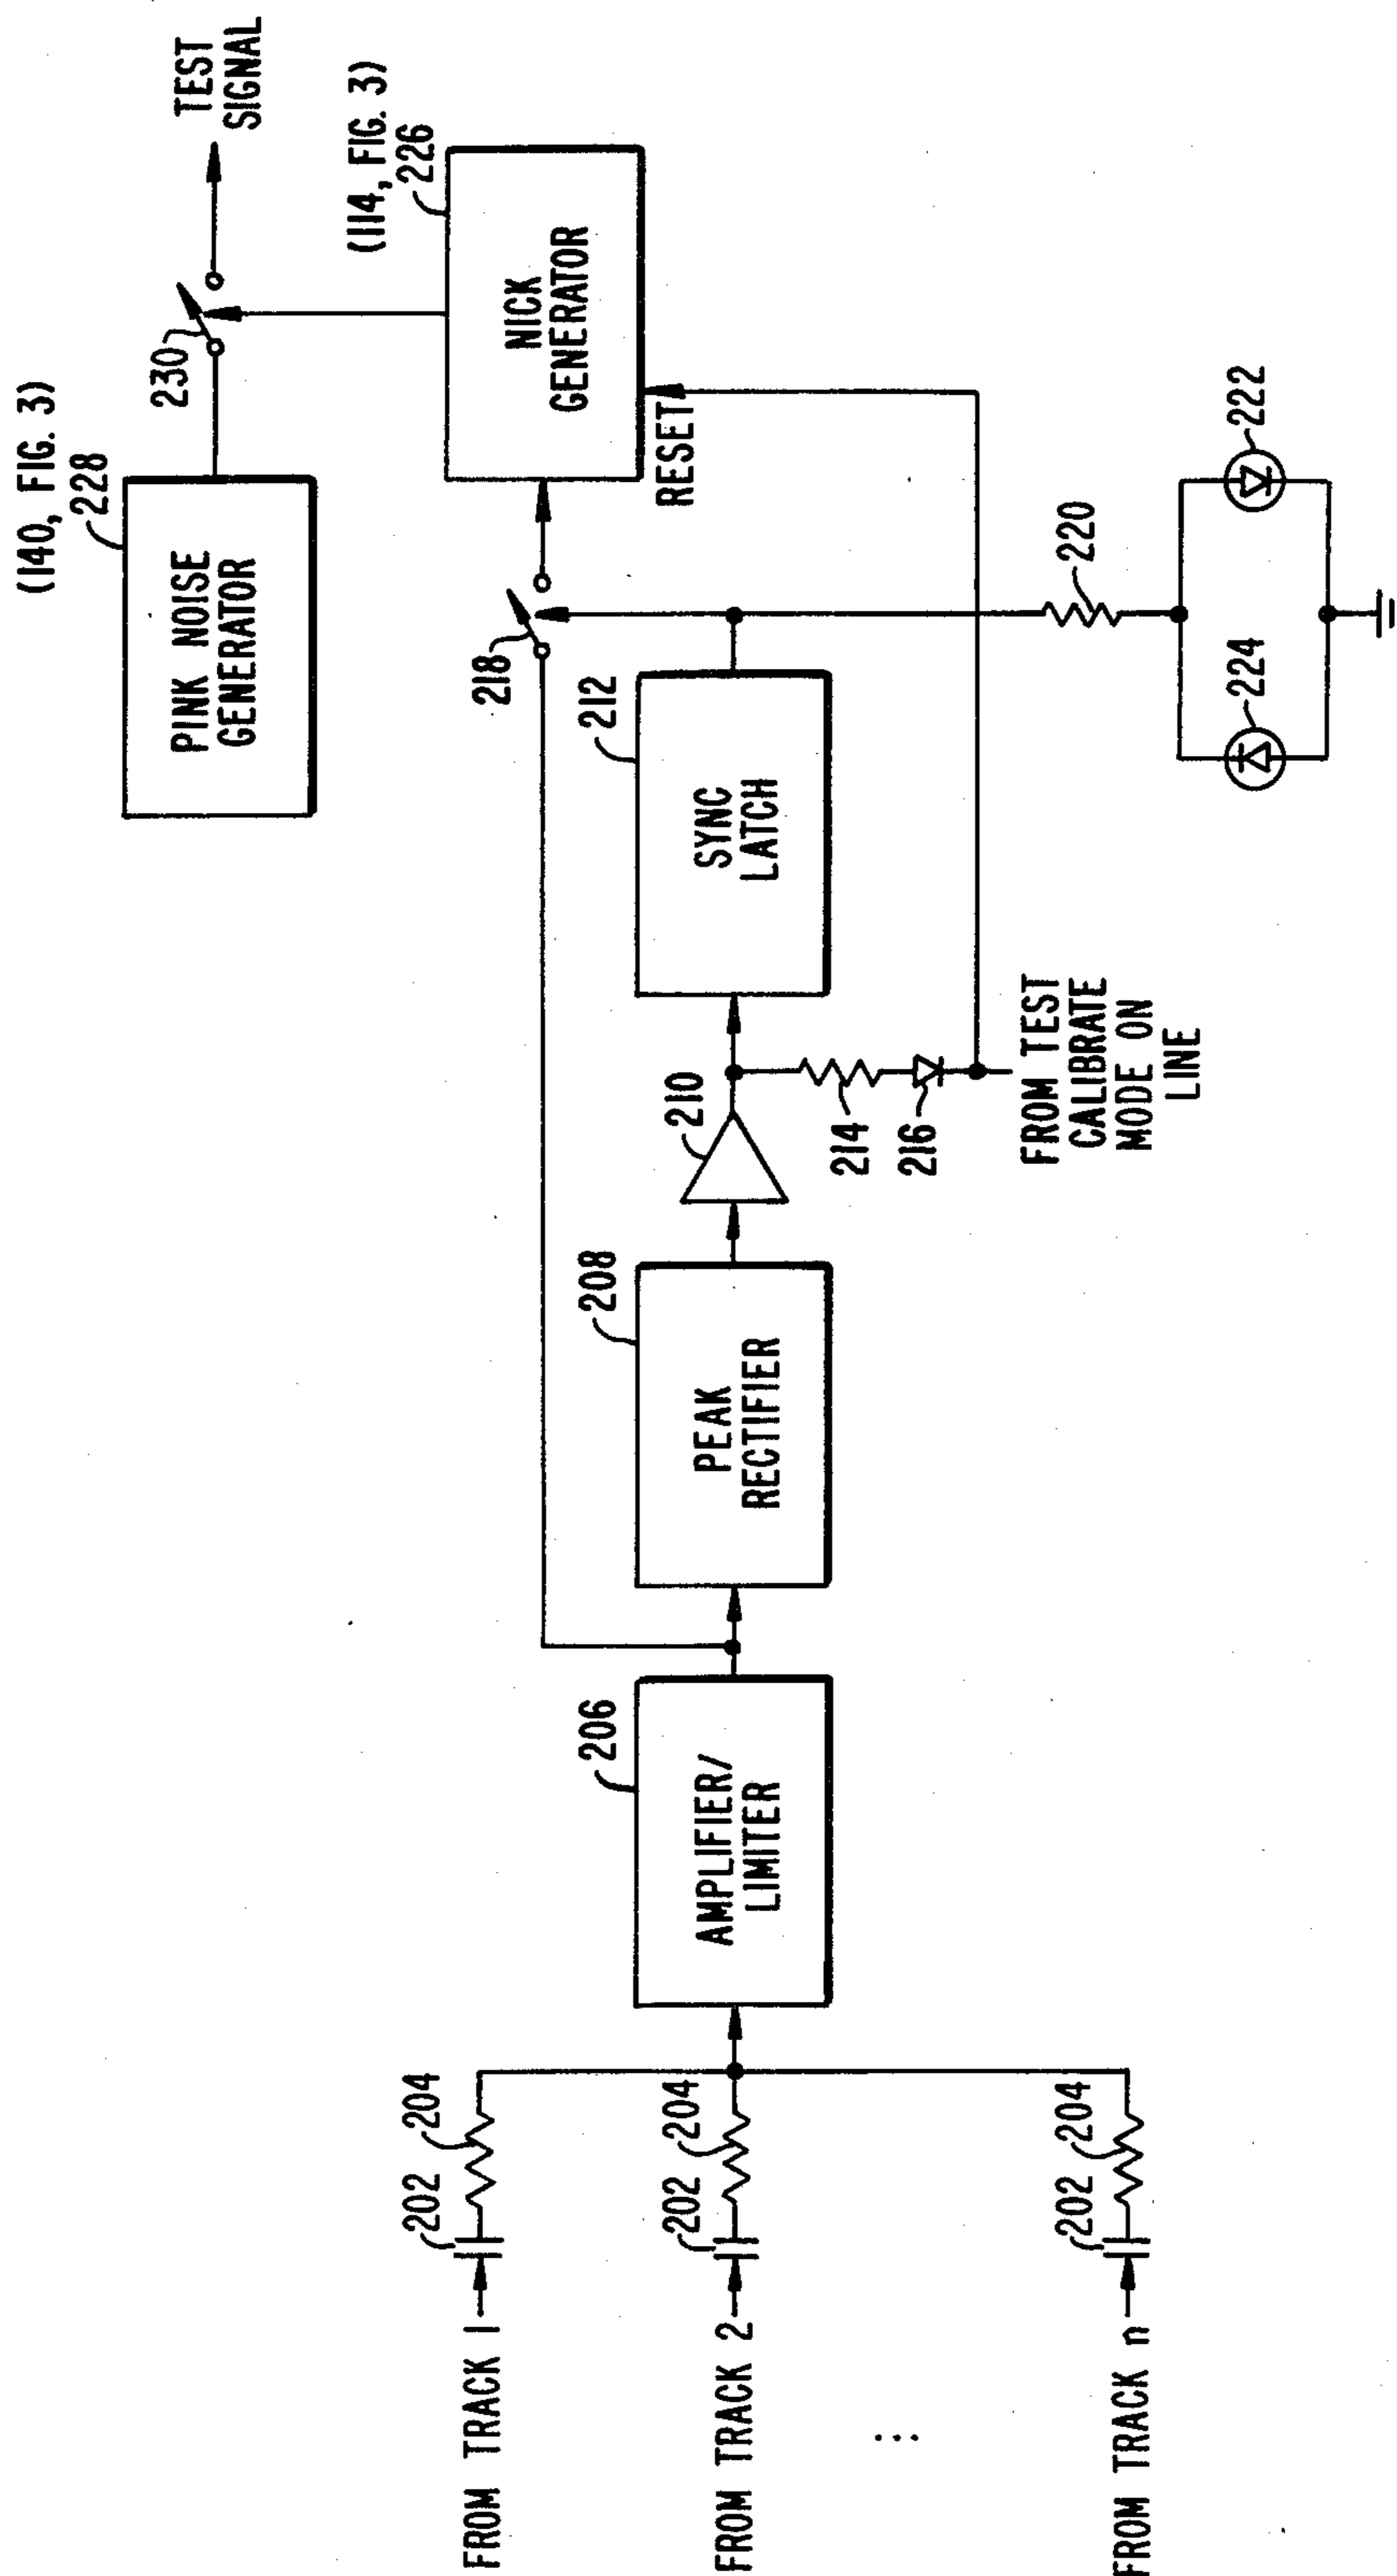 (140, FIG. 3)
228
PINK NOISE
GENERATOR
230
TEST
SIGNAL
(114, FIG. 3)
226
NICK
GENERATOR
RESET
218
FROM TRACK 1
202
204
FROM TRACK 2
202
204
...
FROM TRACK n
202
204
206
AMPLIFIER/
LIMITER
208
PEAK
RECTIFIER
210
212
SYNC
LATCH
214
216
FROM TEST
CALIBRATE
MODE ON
LINE
220
224
222